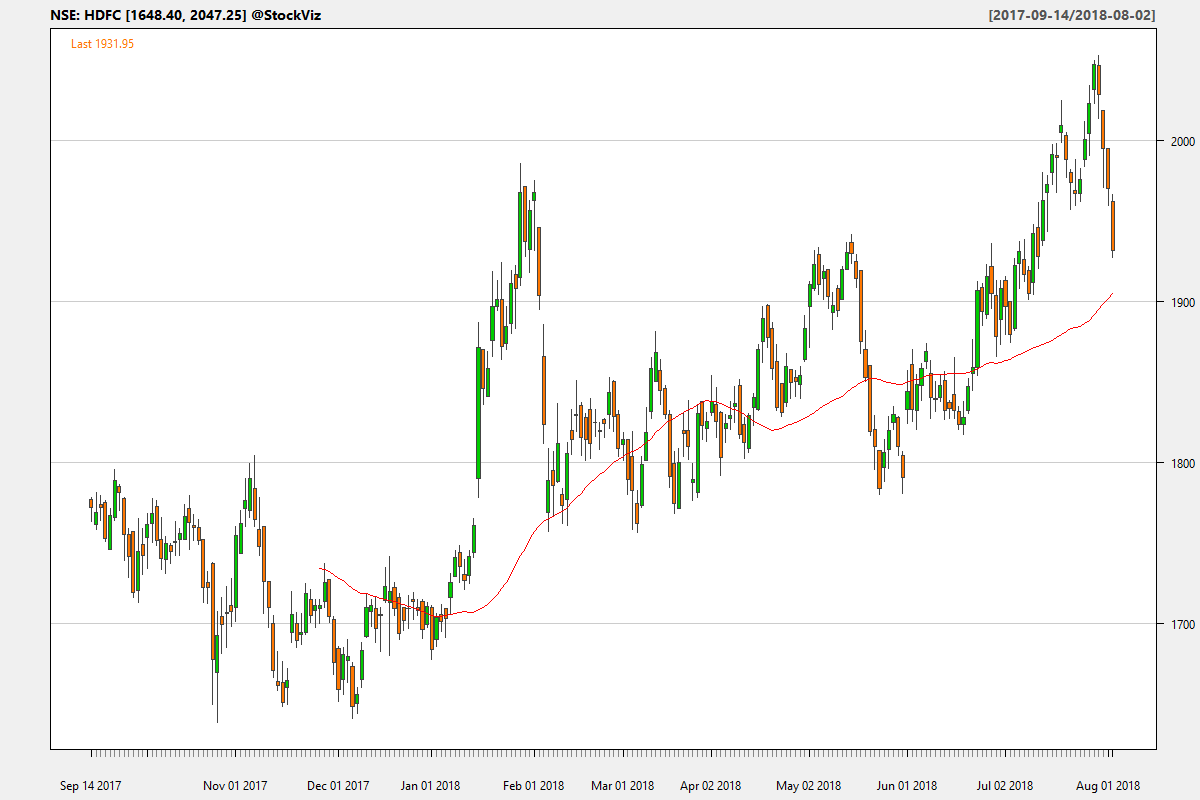 NSE: HDFC [1648.40, 2047.25] @StockViz [2017-09-14/2018-08-02]
Last 1931.95
2000
1900
1800
1700
Sep 14 2017 Nov 01 2017 Dec 01 2017 Jan 01 2018 Feb 01 2018 Mar 01 2018 Apr 02 2018 May 02 2018 Jun 01 2018 Jul 02 2018 Aug 01 2018